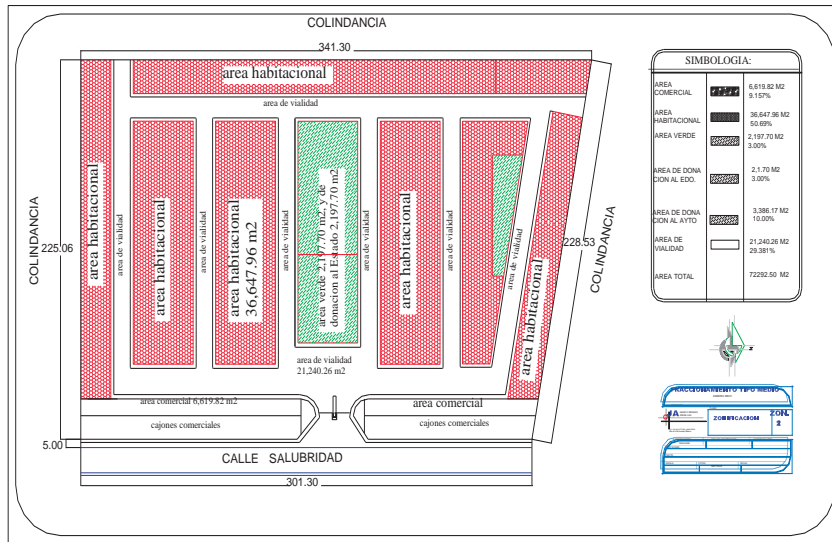 COLINDANCIA
341.30
area habitacional
area de vialidad
COLINDANCIA
225.06
area habitacional
area de vialidad
area habitacional
area de vialidad
area habitacional
36,647.96 m2
area de vialidad
area verde 2,197.70 m2, y de
donacion al Estado 2,197.70 m2
area de vialidad
area habitacional
area de vialidad
area de vialidad
area habitacional
228.53
COLINDANCIA
area de vialidad
21,240.26 m2
area comercial 6,619.82 m2
area comercial
cajones comerciales
cajones comerciales
5.00
CALLE SALUBRIDAD
301.30
SIMBOLOGIA:
AREA
COMERCIAL
6,619.82 M2
9.157%
AREA
HABITACIONAL
36,647.96 M2
50.69%
AREA VERDE
2,197.70 M2
3.00%
AREA DE DONA
CION AL EDO.
2,1.70 M2
3.00%
AREA DE DONA
CION AL AYTO
3,386.17 M2
10.00%
AREA DE
VIALIDAD
21,240.26 M2
29.381%
AREA TOTAL
72292.50 M2
FRACCIONAMIENTO TIPO MEDIO
ZONIFICACION
ZON.
2